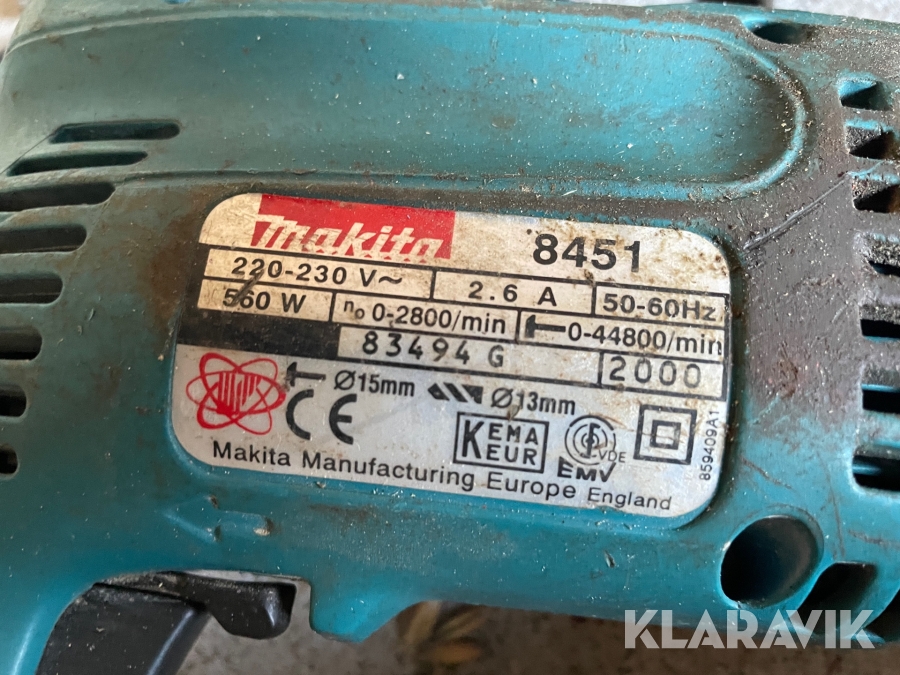 Makita 8451
220-230 V~ 2.6 A 50-60Hz
560 W n₀ 0-2800/min 0-44800/min
83494 G 2000
Ø15mm Ø13mm
CE KEMA EUR VDE EMV
859409A1
Makita Manufacturing Europe England
KLARAVIK